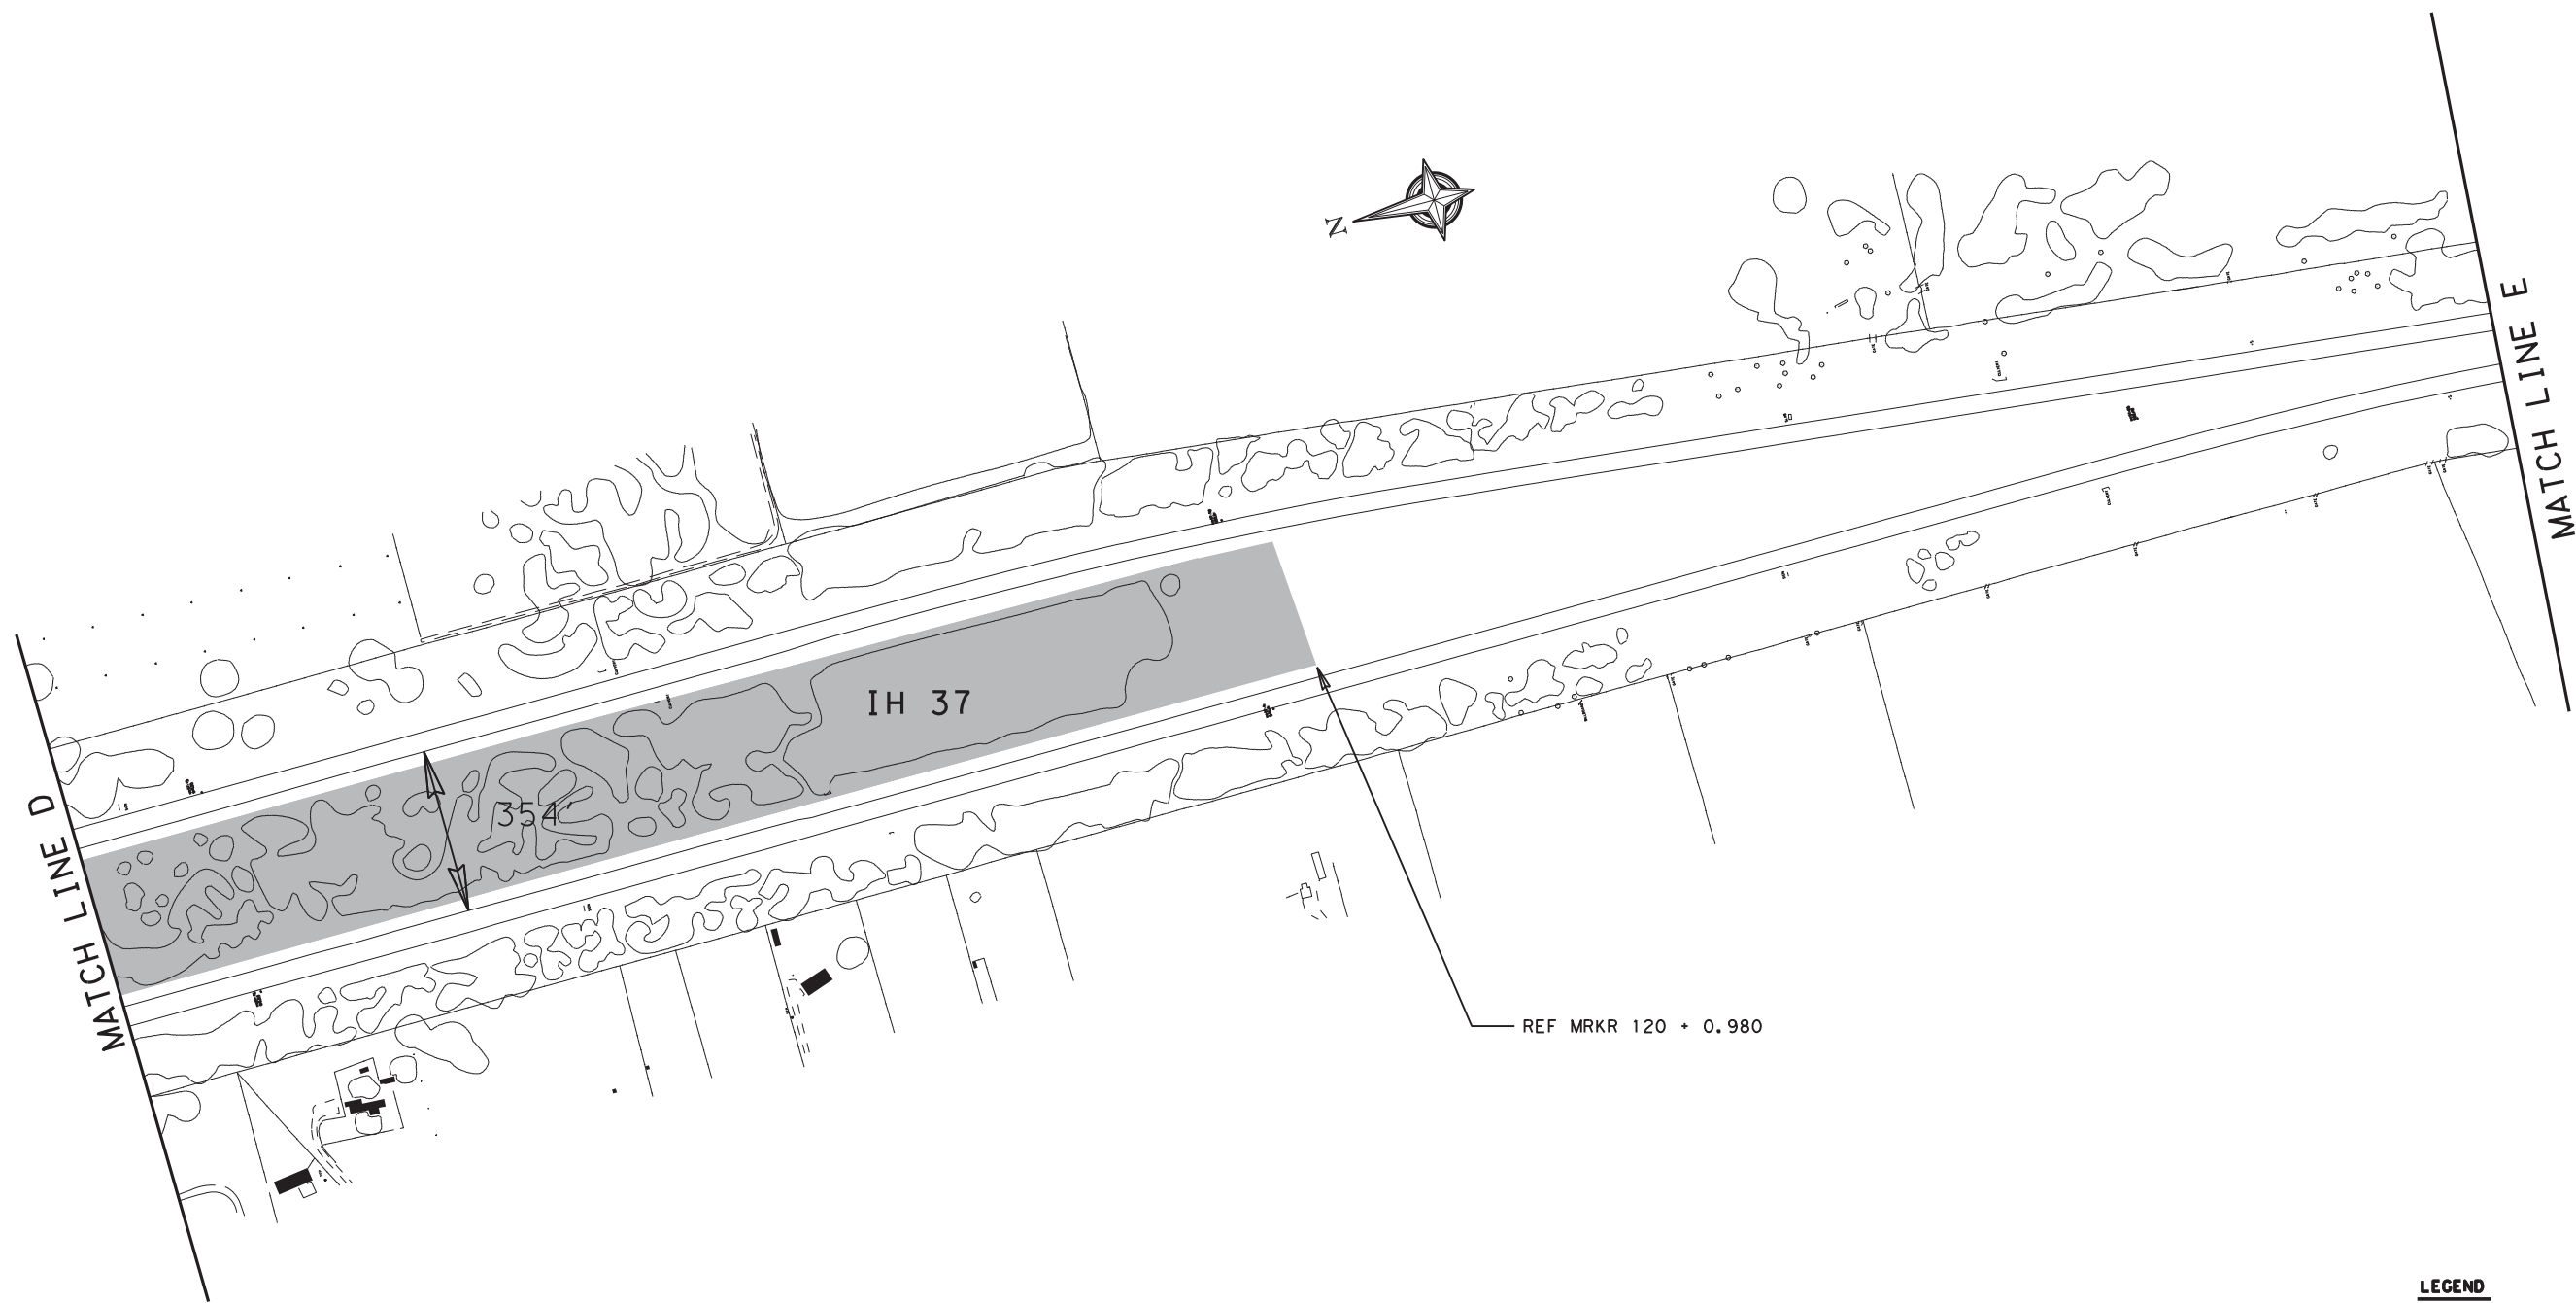 N
MATCH LINE E
IH 37
354'
MATCH LINE D
REF MRKR 120 + 0.980
LEGEND